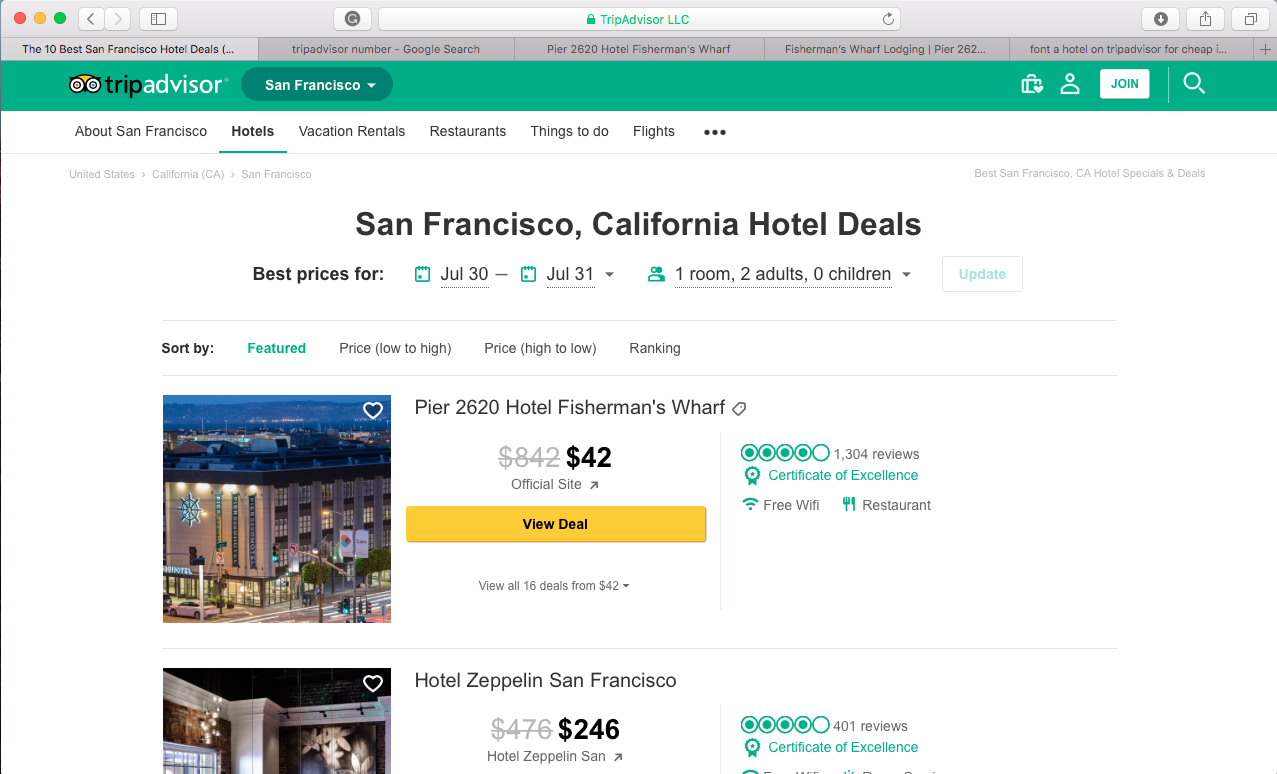 TripAdvisor LLC
The 10 Best San Francisco Hotel Deals (...
tripadvisor number - Google Search
Pier 2620 Hotel Fisherman's Wharf
Fisherman's Wharf Lodging | Pier 262...
font a hotel on tripadvisor for cheap i...
tripadvisor
San Francisco
JOIN
About San Francisco
Hotels
Vacation Rentals
Restaurants
Things to do
Flights
United States › California (CA) › San Francisco
Best San Francisco, CA Hotel Specials & Deals
San Francisco, California Hotel Deals
Best prices for: Jul 30 — Jul 31 1 room, 2 adults, 0 children Update
Sort by: Featured Price (low to high) Price (high to low) Ranking
Pier 2620 Hotel Fisherman's Wharf
$842 $42
Official Site
View Deal
View all 16 deals from $42
1,304 reviews
Certificate of Excellence
Free Wifi Restaurant
Hotel Zeppelin San Francisco
$476 $246
Hotel Zeppelin San
401 reviews
Certificate of Excellence
Free Wifi